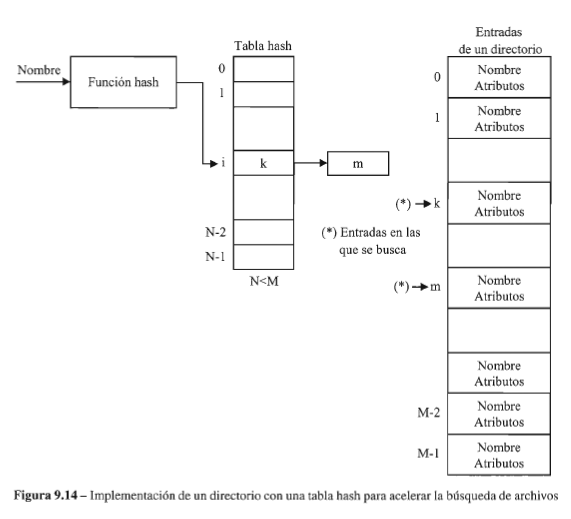 Nombre
Función hash
Tabla hash
0
1
i
k
m
N-2
N-1
N<M
(*) Entradas en las
que se busca
Entradas
de un directorio
0
Nombre
Atributos
1
Nombre
Atributos
(*)
k
Nombre
Atributos
(*)
m
Nombre
Atributos
Nombre
Atributos
M-2
Nombre
Atributos
M-1
Nombre
Atributos
Figura 9.14 – Implementación de un directorio con una tabla hash para acelerar la búsqueda de archivos